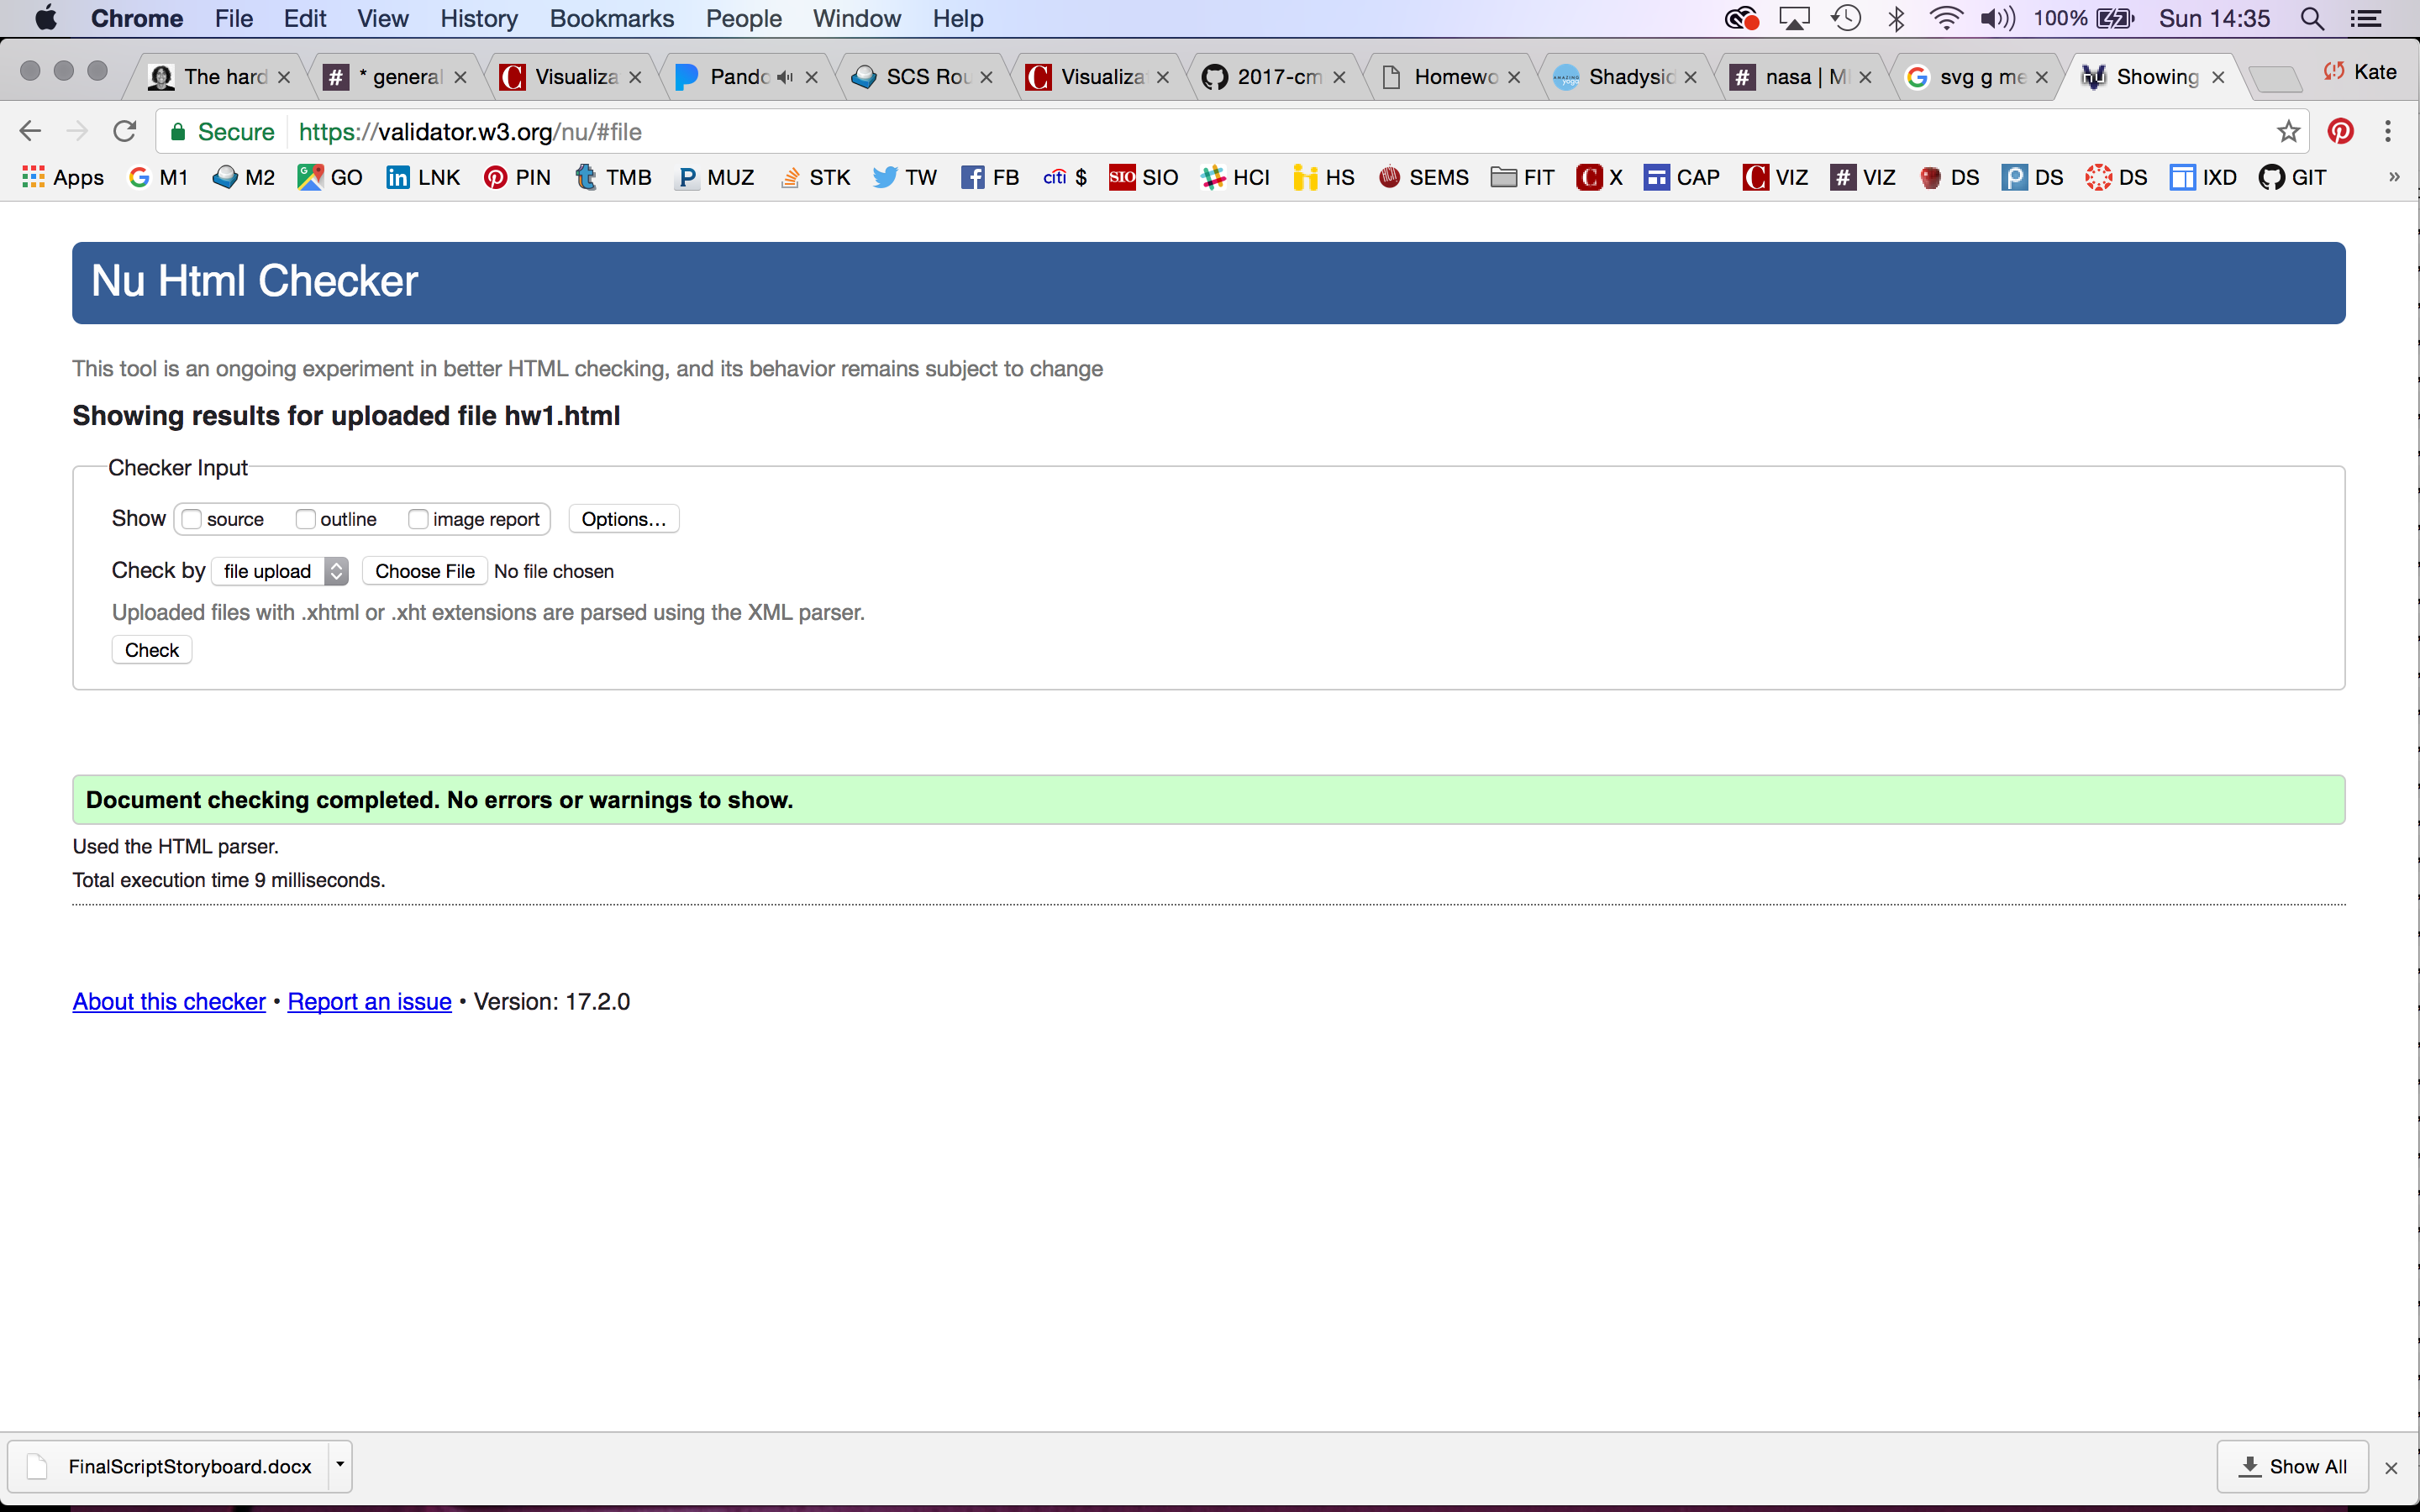 Chrome File Edit View History Bookmarks People Window Help 100% Sun 14:35
The hard * general Visualiza Pando SCS Rou Visualiza 2017-cm Homewo Shadysid nasa | M svg g me Showing Kate
Secure https://validator.w3.org/nu/#file
Apps M1 M2 GO LNK PIN TMB MUZ STK TW FB citi $ SIO SIO HCI HS SEMS FIT X CAP VIZ VIZ DS DS DS IXD GIT »
Nu Html Checker
This tool is an ongoing experiment in better HTML checking, and its behavior remains subject to change
Showing results for uploaded file hw1.html
Checker Input
Show source outline image report Options...
Check by file upload Choose File No file chosen
Uploaded files with .xhtml or .xht extensions are parsed using the XML parser.
Check
Document checking completed. No errors or warnings to show.
Used the HTML parser.
Total execution time 9 milliseconds.
About this checker • Report an issue • Version: 17.2.0
FinalScriptStoryboard.docx Show All